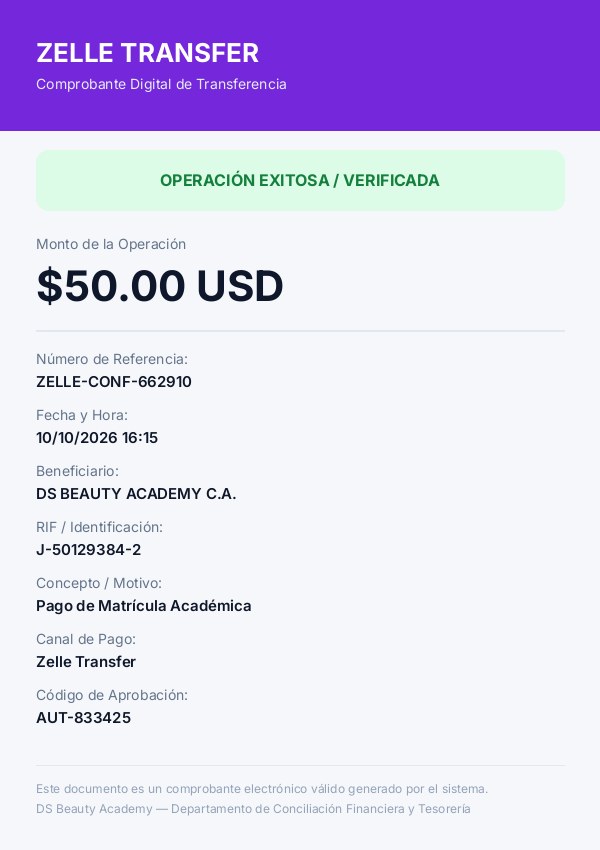 ZELLE TRANSFER
Comprobante Digital de Transferencia
OPERACIÓN EXITOSA / VERIFICADA
Monto de la Operación
$50.00 USD
Número de Referencia:
ZELLE-CONF-662910
Fecha y Hora:
10/10/2026 16:15
Beneficiario:
DS BEAUTY ACADEMY C.A.
RIF / Identificación:
J-50129384-2
Concepto / Motivo:
Pago de Matrícula Académica
Canal de Pago:
Zelle Transfer
Código de Aprobación:
AUT-833425
Este documento es un comprobante electrónico válido generado por el sistema.
DS Beauty Academy — Departamento de Conciliación Financiera y Tesorería